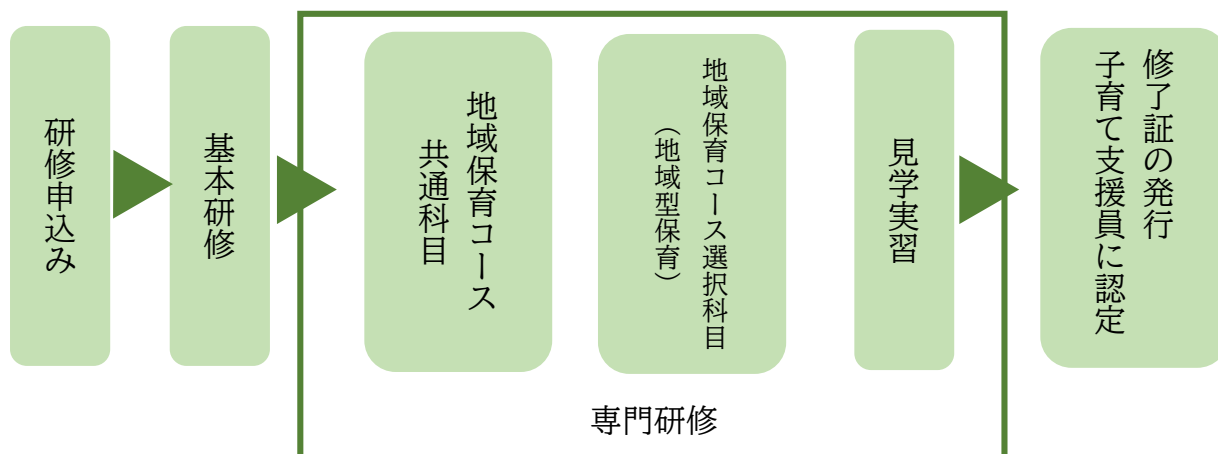 研修申込み
基本研修
地域保育コース
共通科目
地域保育コース選択科目
（地域型保育）
見学実習
専門研修
修了証の発行
子育て支援員に認定